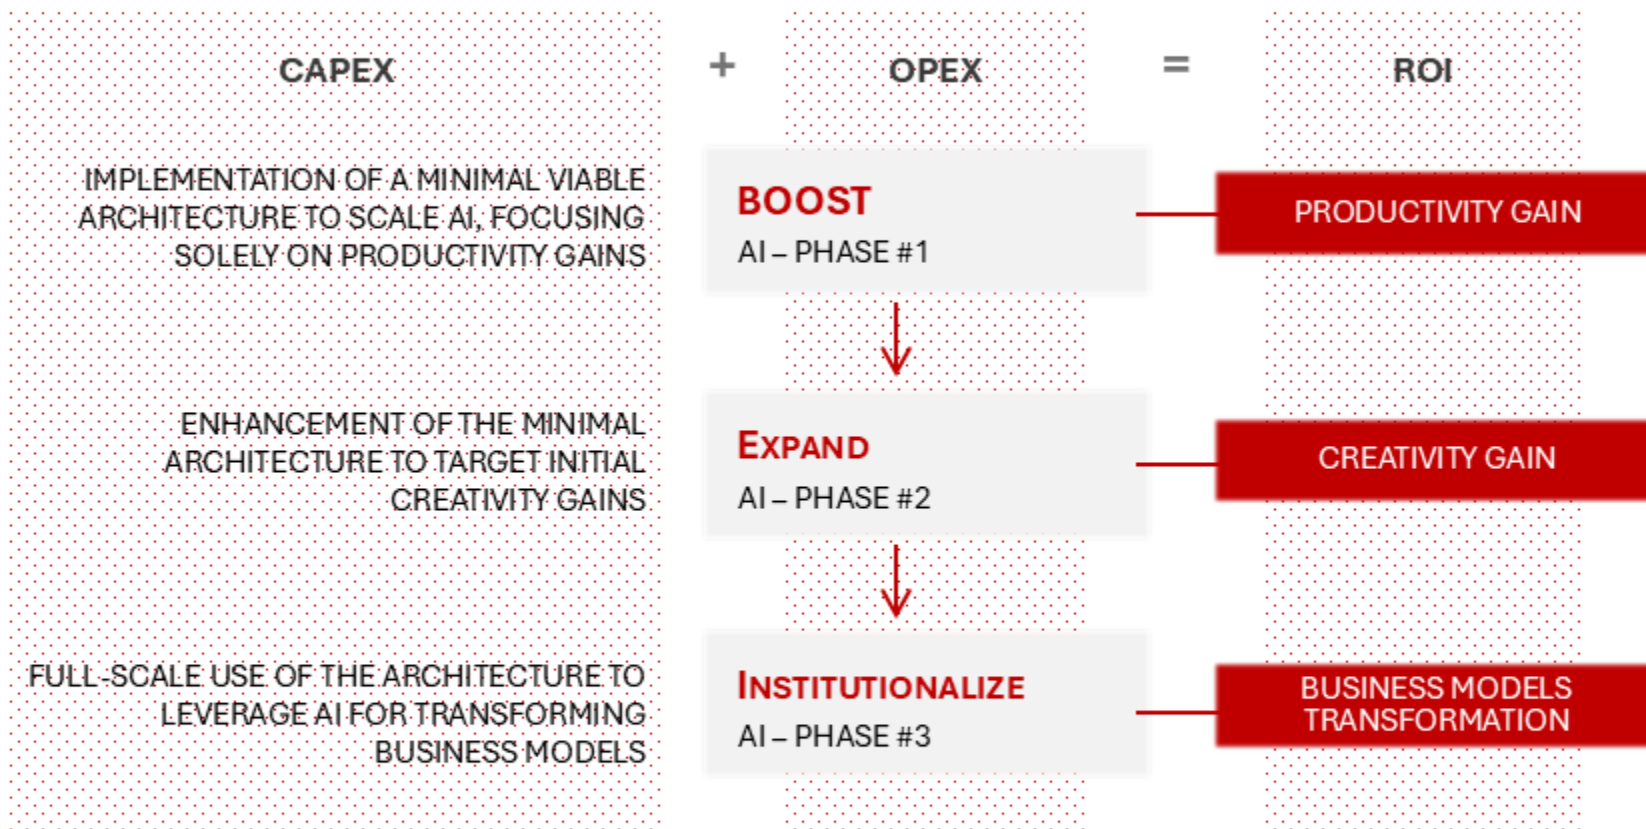 CAPEX + OPEX = ROI
IMPLEMENTATION OF A MINIMAL VIABLE
ARCHITECTURE TO SCALE AI, FOCUSING
SOLELY ON PRODUCTIVITY GAINS
BOOST
AI – PHASE #1
PRODUCTIVITY GAIN
ENHANCEMENT OF THE MINIMAL
ARCHITECTURE TO TARGET INITIAL
CREATIVITY GAINS
EXPAND
AI – PHASE #2
CREATIVITY GAIN
FULL-SCALE USE OF THE ARCHITECTURE TO
LEVERAGE AI FOR TRANSFORMING
BUSINESS MODELS
INSTITUTIONALIZE
AI – PHASE #3
BUSINESS MODELS
TRANSFORMATION